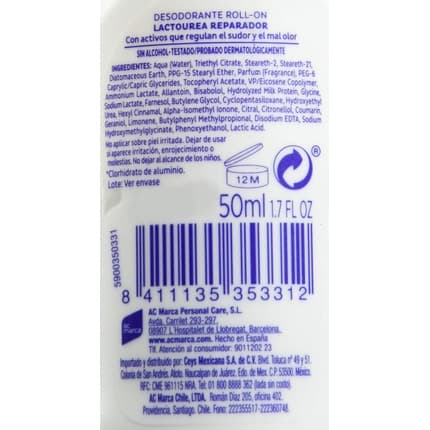 DESODORANTE ROLL-ON
LACTOUREA REPARADOR
Con activos que regulan el sudor y el mal olor
SIN ALCOHOL-TESTADO/PROBADO DERMATOLÓGICAMENTE
INGREDIENTES: Aqua (Water), Triethyl Citrate, Steareth-2, Steareth-21,
Diatomaceous Earth, PPG-15 Stearyl Ether, Parfum (Fragrance), PEG-6
Caprylic/Capric Glycerides, Tocopheryl Acetate, VP/Eicosene Copolymer,
Ammonium Lactate, Allantoin, Bisabolol, Hydrolyzed Milk Protein, Glycine,
Sodium Lactate, Farnesol, Butylene Glycol, Cyclopentasiloxane, Hydroxyethyl
Urea, Hexyl Cinnamal, Alpha-Isomethyl Ionone, Citral, Citronellol, Coumarin,
Geraniol, Limonene, Butylphenyl Methylpropional, Disodium EDTA, Sodium
Hydroxymethylglycinate, Phenoxyethanol, Lactic Acid.
No aplicar sobre piel irritada. Dejar de usar
si aparece irritación, enrojecimiento o
molestias. No dejar al alcance de los niños.
*Clorhidrato de aluminio).
Lote: Ver envase
12 M
®
50ml 1.7 FL OZ
5900350331
8 411135 353312
ac
marca
AC Marca Personal Care, S.L.
Avda. Carrilet 293-297.
08907 L'Hospitalet de Llobregat, Barcelona.
www.acmarca.com. Hecho en España
Tif. Atención al consumidor: 9011202 23
Importado y distribuido por: Ceys Mexicana S.A. de C.V. Blvd. Toluca nº 49 y 51.
Colonia de San Andrés. Atoto. Naucalpan de Juárez. Edo de Mex. C.P. 53500. México.
RFC: CME 961115 NRA. Tel: 01 800 8888 362 (lada sin costo).
AC Marca Chile, LTDA. Román Díaz 205, oficina 402.
Providencia, Santiago, Chile. Fono: 222355517-222360748.